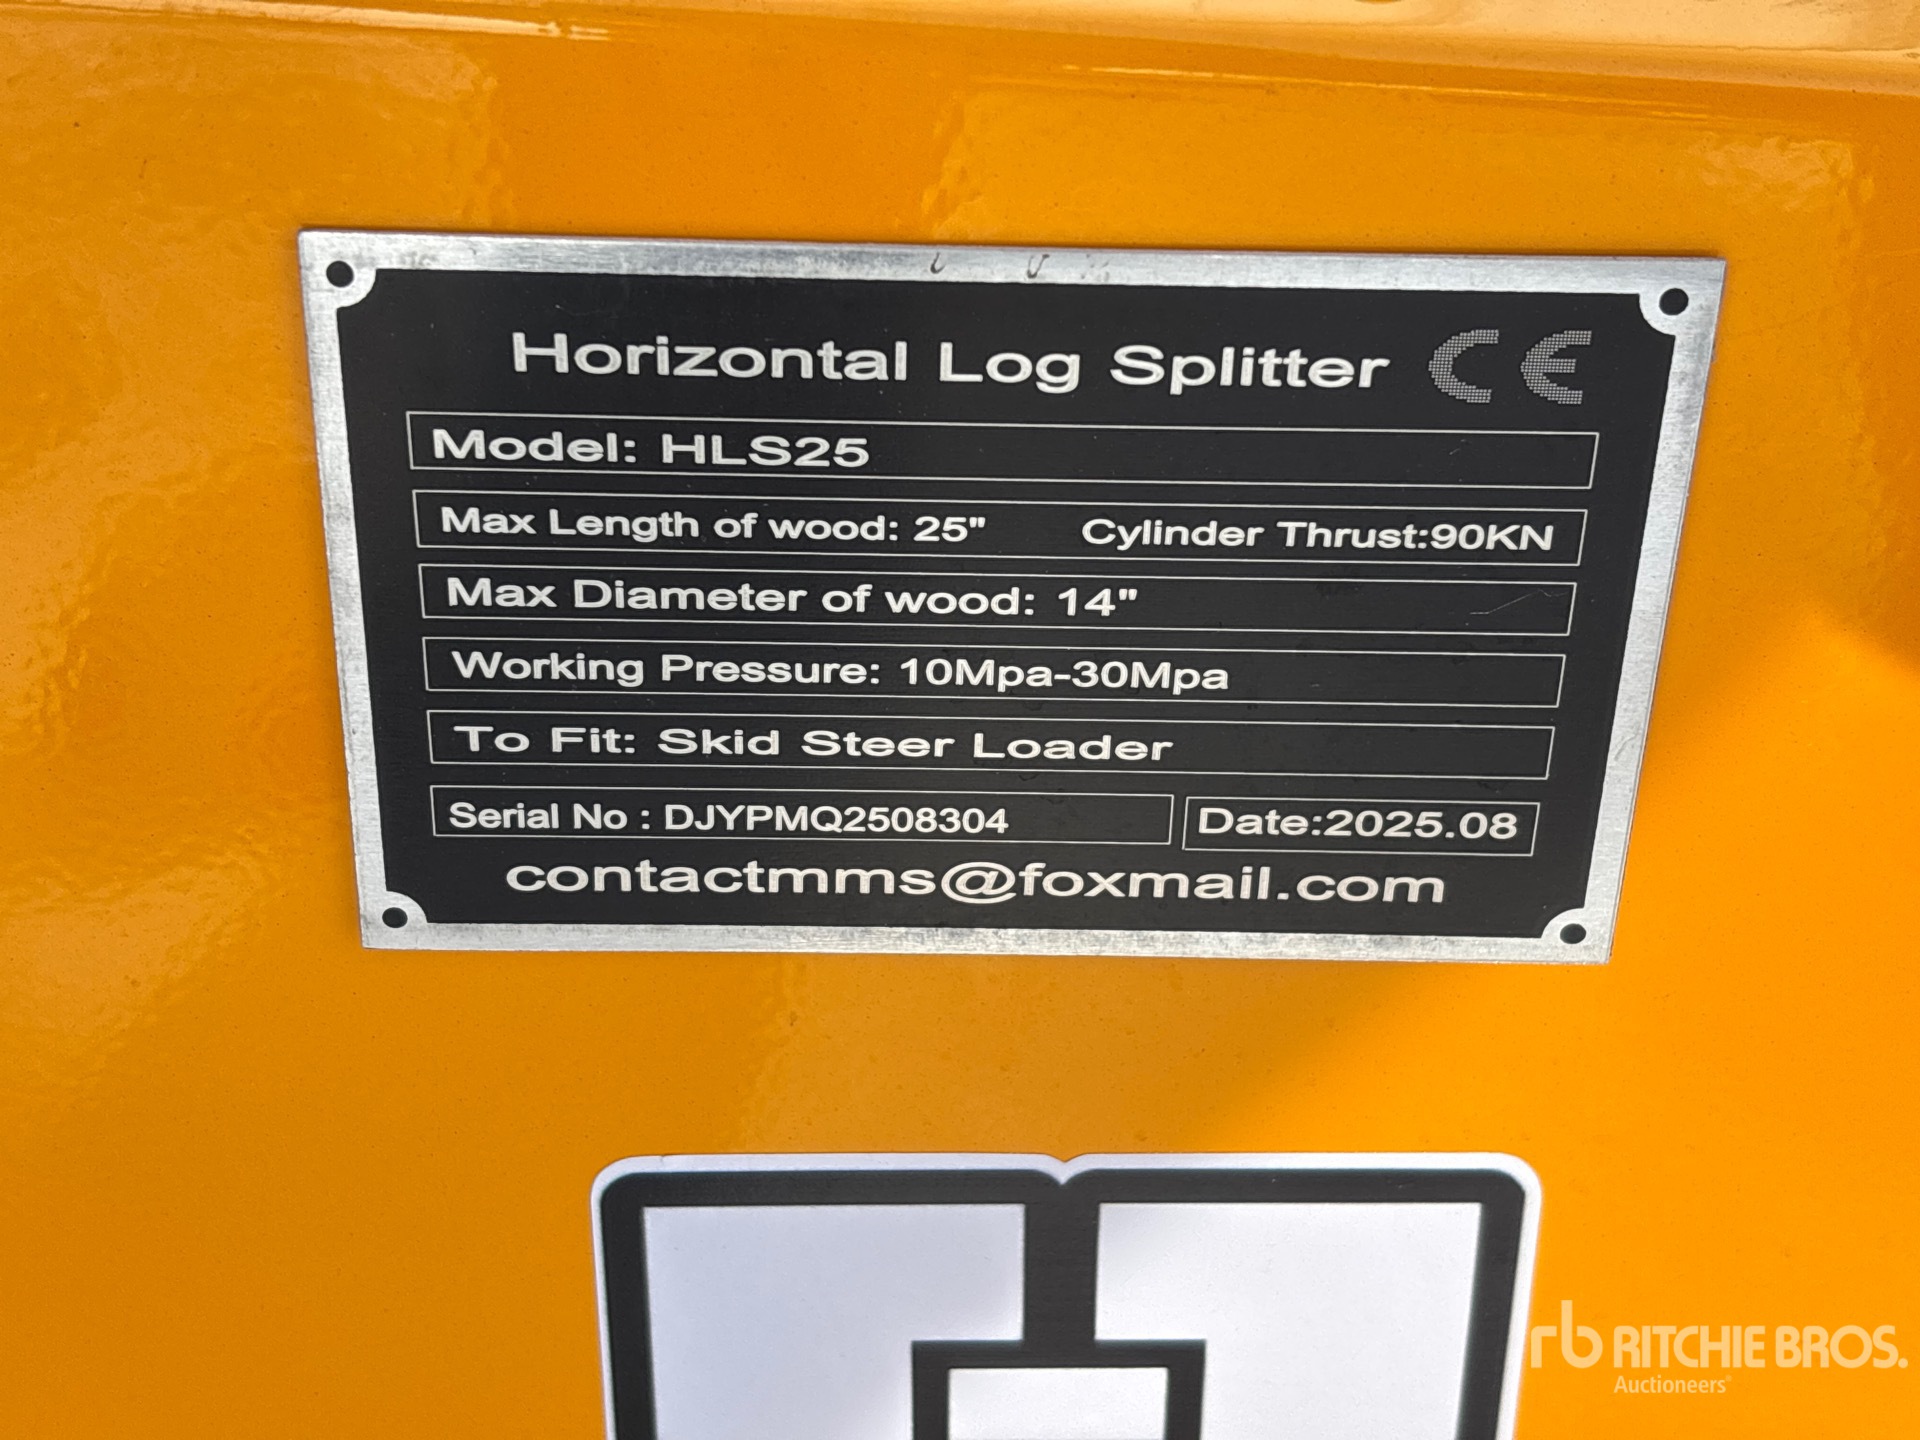 Horizontal Log Splitter CE
Model: HLS25
Max Length of wood: 25" Cylinder Thrust:90KN
Max Diameter of wood: 14"
Working Pressure: 10Mpa-30Mpa
To Fit: Skid Steer Loader
Serial No : DJYPMQ2508304 Date:2025.08
contactmms@foxmail.com
rb RITCHIE BROS.
Auctioneers